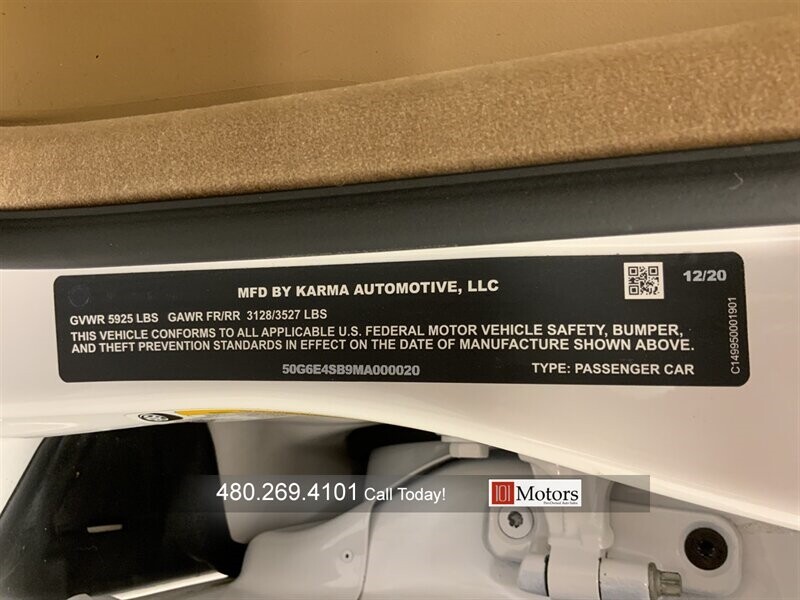 MFD BY KARMA AUTOMOTIVE, LLC
12/20
GVWR 5925 LBS GAWR FR/RR 3128/3527 LBS
THIS VEHICLE CONFORMS TO ALL APPLICABLE U.S. FEDERAL MOTOR VEHICLE SAFETY, BUMPER,
AND THEFT PREVENTION STANDARDS IN EFFECT ON THE DATE OF MANUFACTURE SHOWN ABOVE.
50G6E4SB9MA000020
TYPE: PASSENGER CAR
C149950001901
480.269.4101 Call Today!
101 Motors